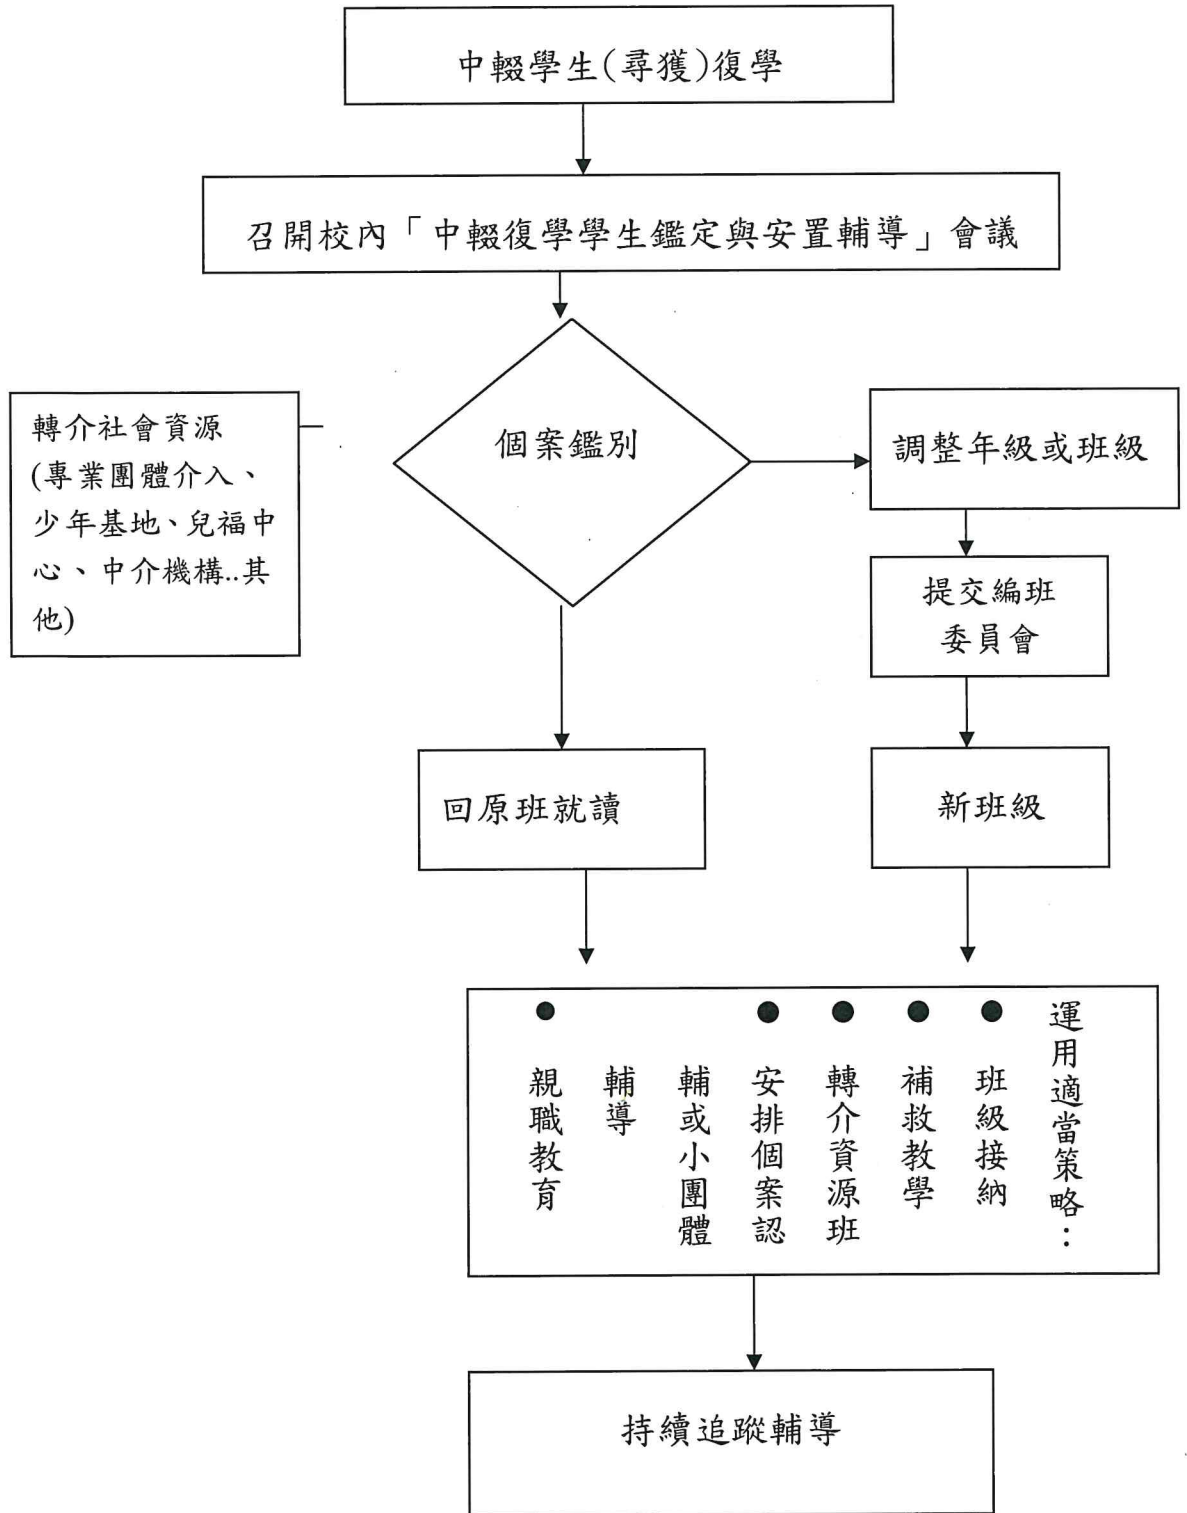 中輟學生(尋獲)復學
召開校內「中輟復學學生鑑定與安置輔導」會議
個案鑑別
轉介社會資源
(專業團體介入、
少年基地、兒福中
心、中介機構..其
他)
調整年級或班級
提交編班
委員會
回原班就讀
新班級
運用適當策略：
●班級接納
●補救教學
●轉介資源班
●安排個案認
輔或小團體
輔導
●親職教育
持續追蹤輔導